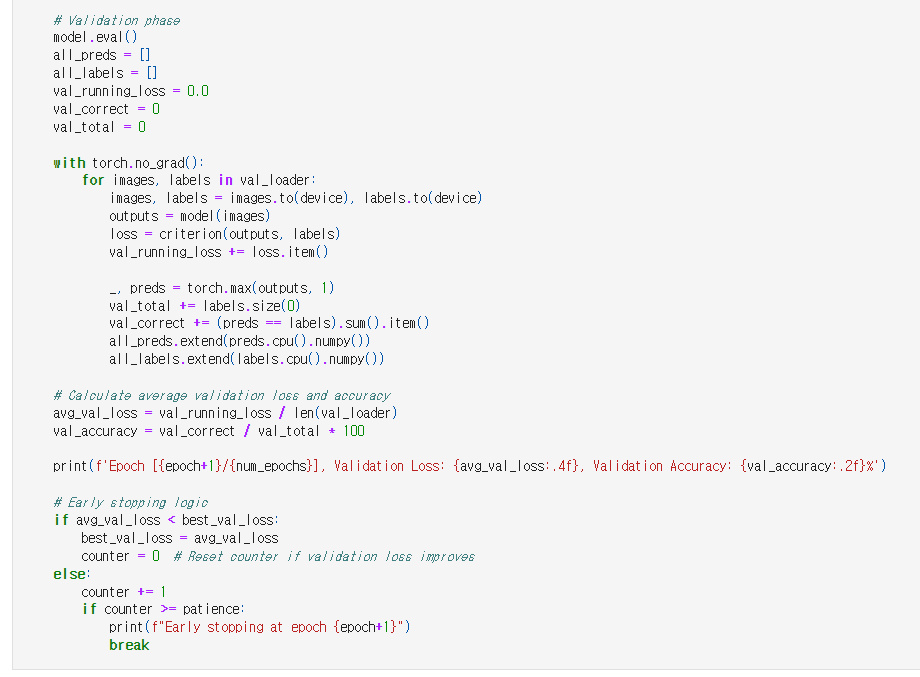 # Validation phase
model.eval()
all_preds = []
all_labels = []
val_running_loss = 0.0
val_correct = 0
val_total = 0
with torch.no_grad():
for images, labels in val_loader:
images, labels = images.to(device), labels.to(device)
outputs = model(images)
loss = criterion(outputs, labels)
val_running_loss += loss.item()
_, preds = torch.max(outputs, 1)
val_total += labels.size(0)
val_correct += (preds == labels).sum().item()
all_preds.extend(preds.cpu().numpy())
all_labels.extend(labels.cpu().numpy())
# Calculate average validation loss and accuracy
avg_val_loss = val_running_loss / len(val_loader)
val_accuracy = val_correct / val_total * 100
print(f'Epoch [{epoch+1}/{num_epochs}], Validation Loss: {avg_val_loss:.4f}, Validation Accuracy: {val_accuracy:.2f}%')
# Early stopping logic
if avg_val_loss < best_val_loss:
best_val_loss = avg_val_loss
counter = 0  # Reset counter if validation loss improves
else:
counter += 1
if counter >= patience:
print(f"Early stopping at epoch {epoch+1}")
break